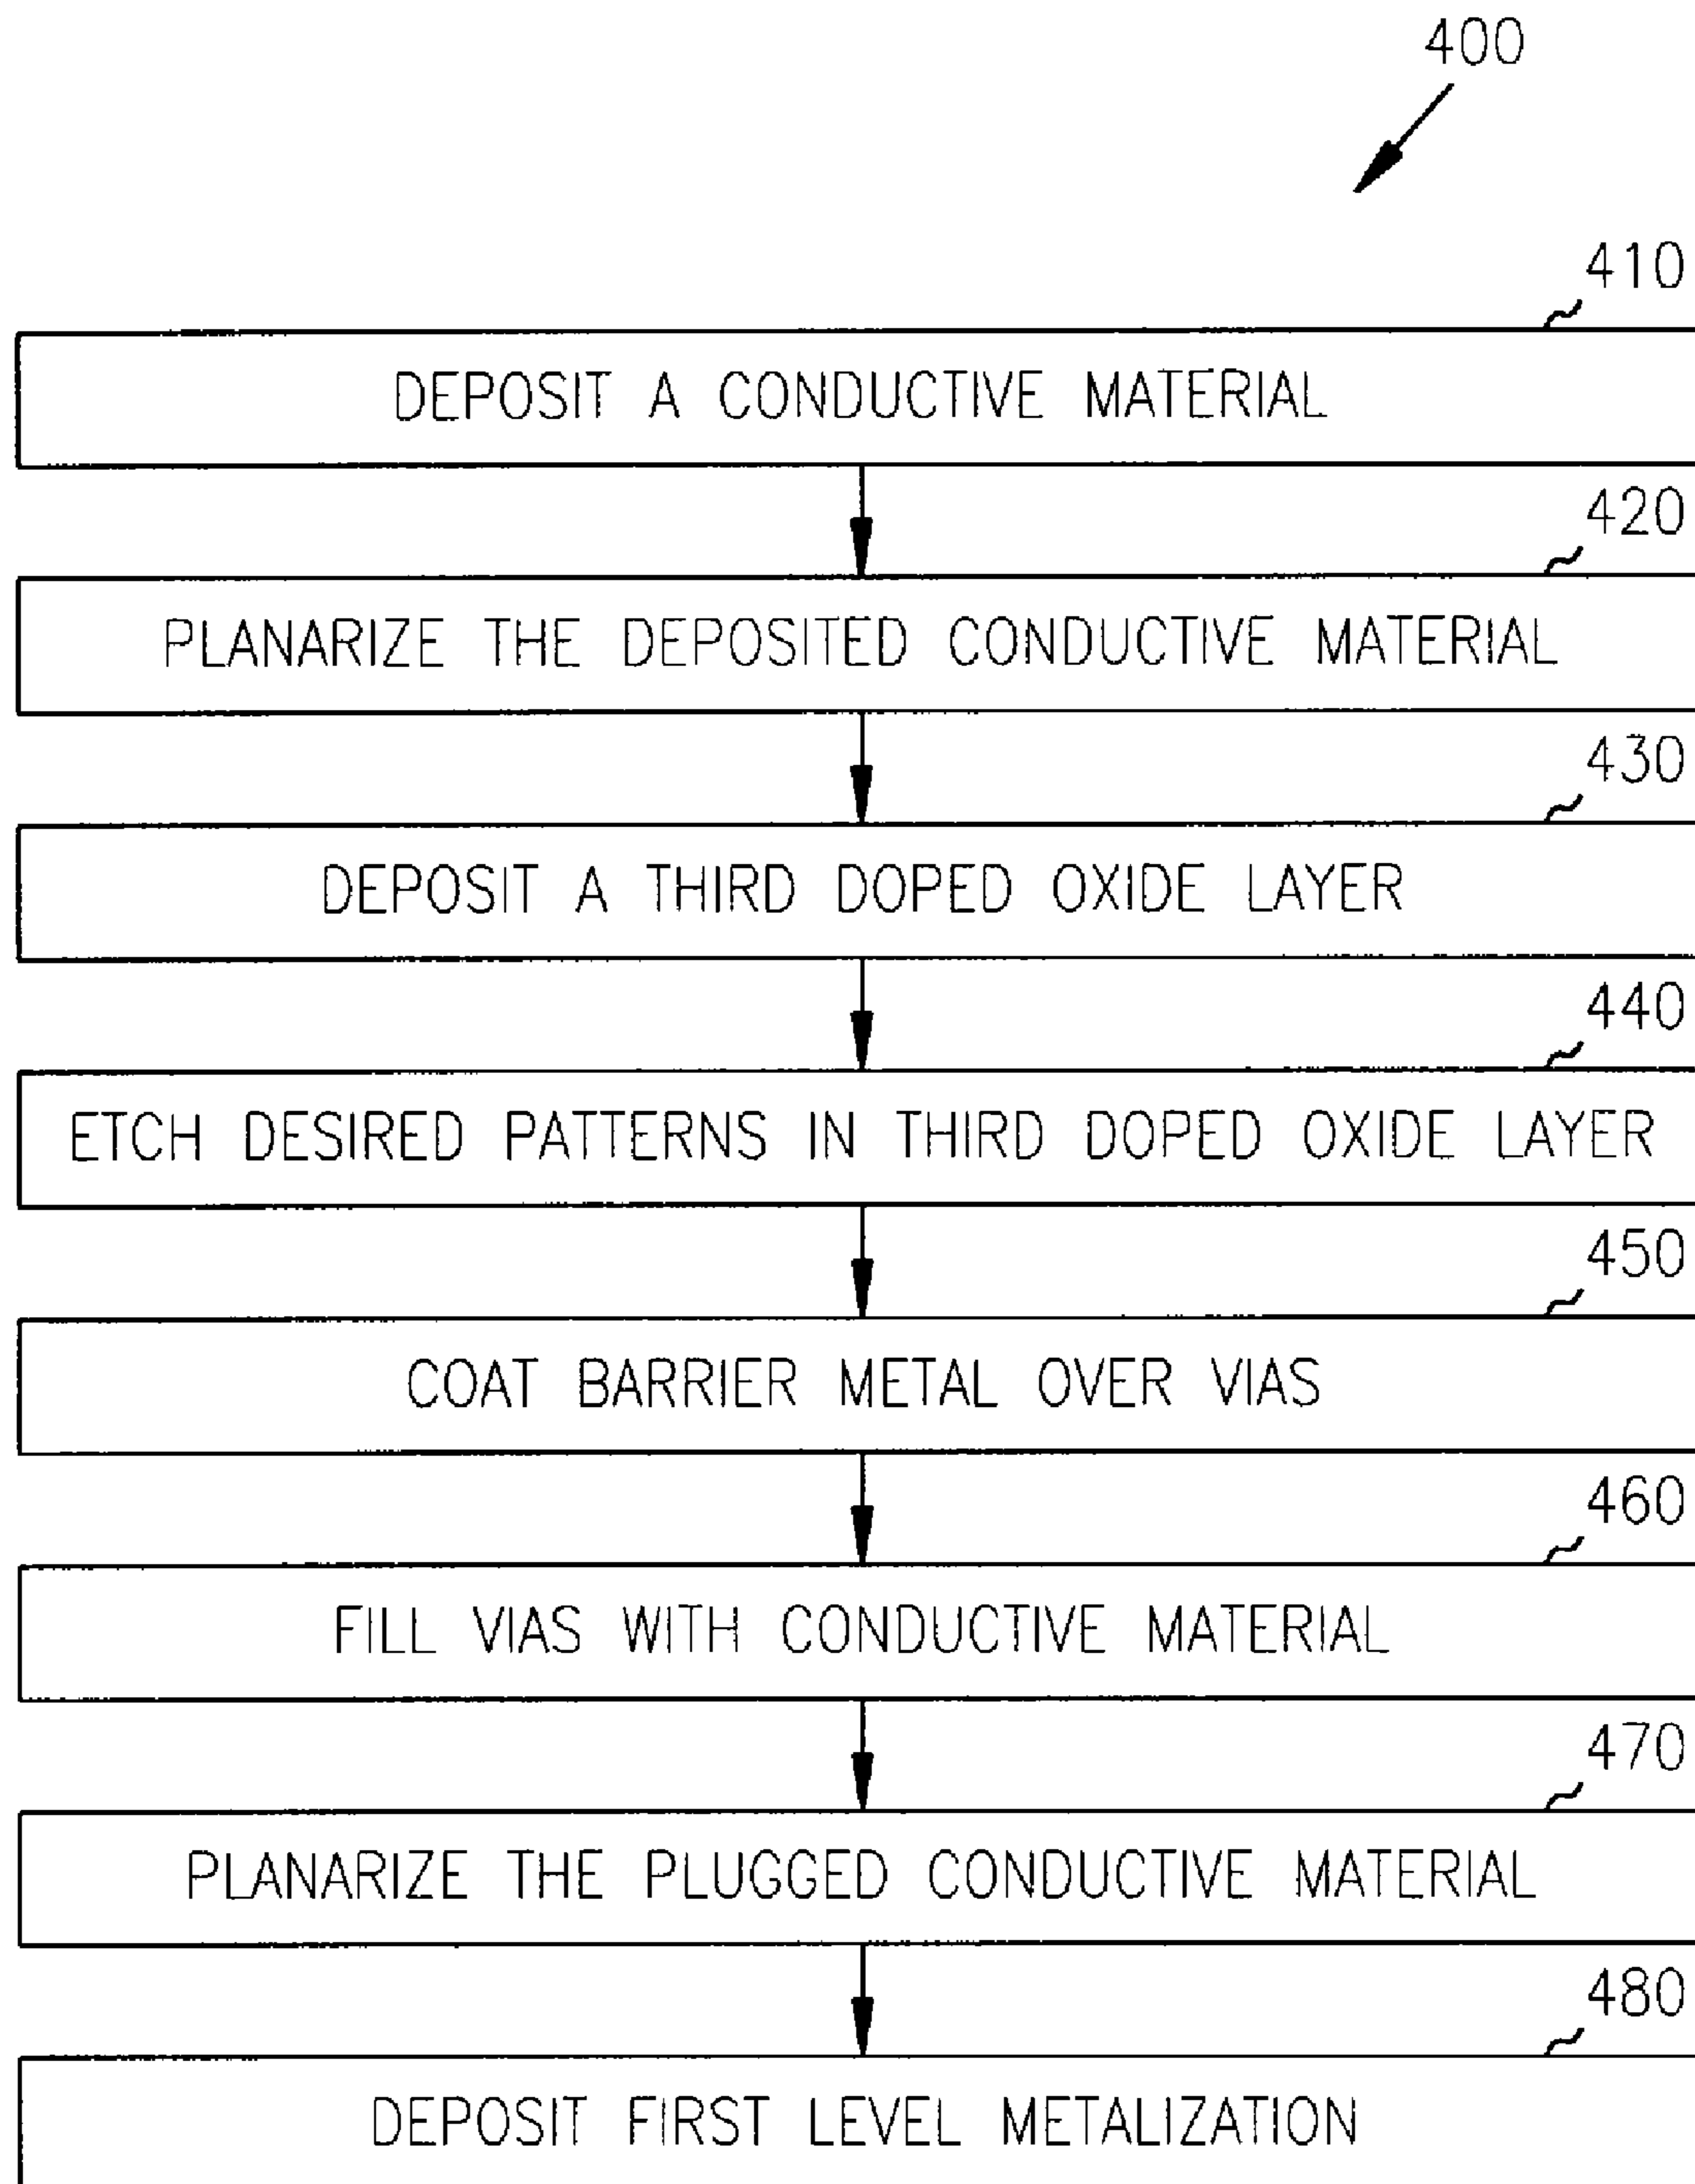 400
410
DEPOSIT A CONDUCTIVE MATERIAL
420
PLANARIZE THE DEPOSITED CONDUCTIVE MATERIAL
430
DEPOSIT A THIRD DOPED OXIDE LAYER
440
ETCH DESIRED PATTERNS IN THIRD DOPED OXIDE LAYER
450
COAT BARRIER METAL OVER VIAS
460
FILL VIAS WITH CONDUCTIVE MATERIAL
470
PLANARIZE THE PLUGGED CONDUCTIVE MATERIAL
480
DEPOSIT FIRST LEVEL METALIZATION